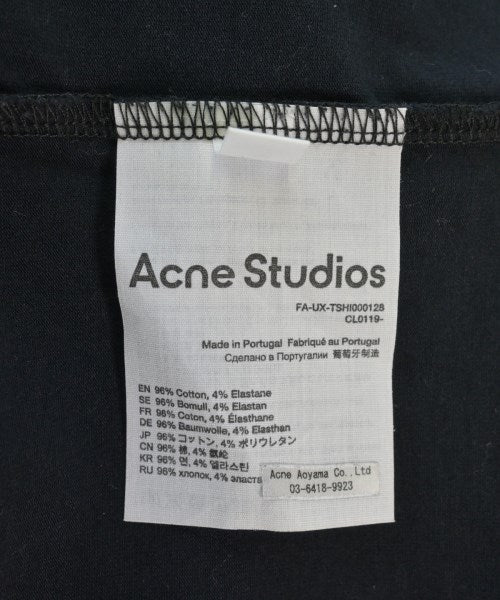 Acne Studios
FA-UX-TSHI000128
CL0119-
Made in Portugal Fabriqué au Portugal
Сделано в Португалии 葡萄牙制造
EN 96% Cotton, 4% Elastane
SE 96% Bomull, 4% Elastan
FR 96% Coton, 4% Élasthane
DE 96% Baumwolle, 4% Elasthan
JP 96% コットン, 4% ポリウレタン
CN 96% 棉, 4% 氨纶
KR 96% 면, 4% 엘라스틴
RU 96% хлопок, 4% эласта
Acne Aoyama Co.,Ltd
03-6418-9923